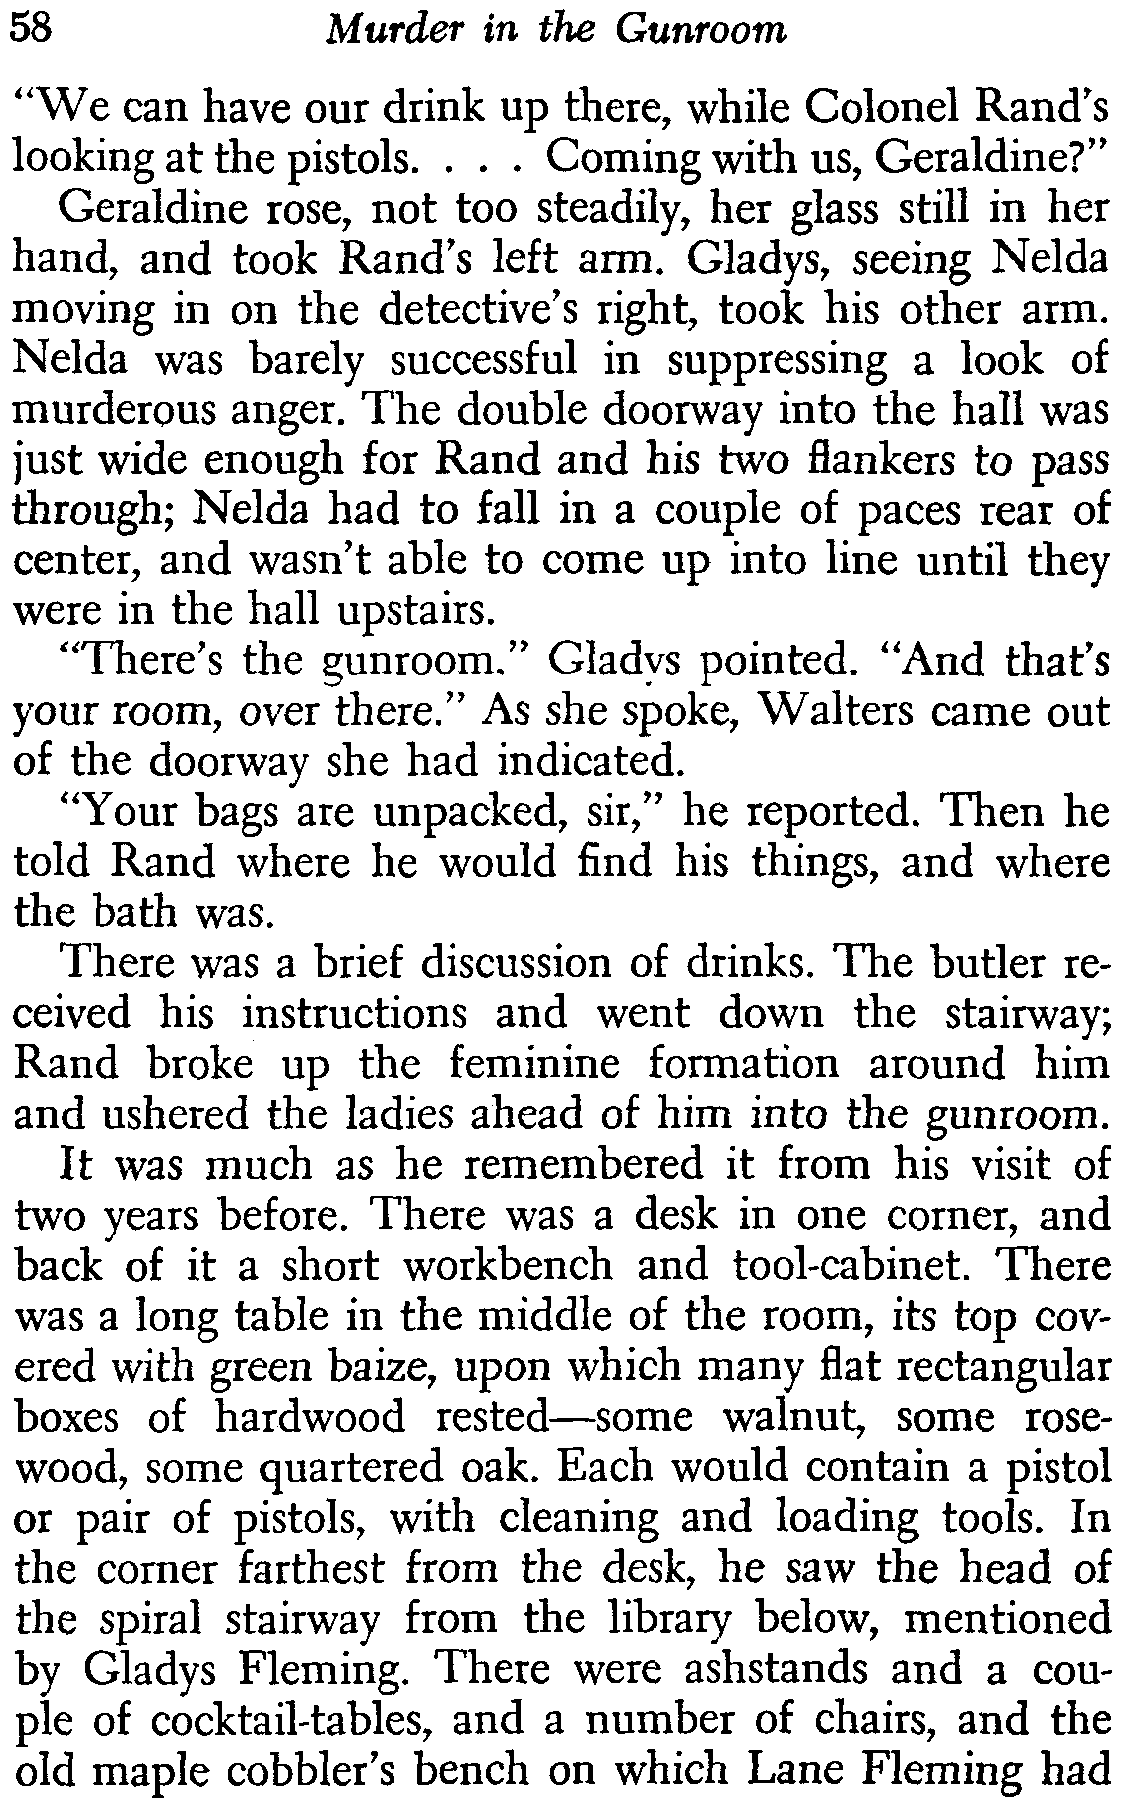 58 Murder in the Gunroom
“We can have our drink up there, while Colonel Rand’s
looking at the pistols. . . . Coming with us, Geraldine?”
Geraldine rose, not too steadily, her glass still in her
hand, and took Rand’s left arm. Gladys, seeing Nelda
moving in on the detective’s right, took his other arm.
Nelda was barely successful in suppressing a look of
murderous anger. The double doorway into the hall was
just wide enough for Rand and his two flankers to pass
through; Nelda had to fall in a couple of paces rear of
center, and wasn’t able to come up into line until they
were in the hall upstairs.
“There’s the gunroom.” Gladys pointed. “And that’s
your room, over there.” As she spoke, Walters came out
of the doorway she had indicated.
“Your bags are unpacked, sir,” he reported. Then he
told Rand where he would find his things, and where
the bath was.
There was a brief discussion of drinks. The butler re-
ceived his instructions and went down the stairway;
Rand broke up the feminine formation around him
and ushered the ladies ahead of him into the gunroom.
It was much as he remembered it from his visit of
two years before. There was a desk in one corner, and
back of it a short workbench and tool-cabinet. There
was a long table in the middle of the room, its top cov-
ered with green baize, upon which many flat rectangular
boxes of hardwood rested—some walnut, some rose-
wood, some quartered oak. Each would contain a pistol
or pair of pistols, with cleaning and loading tools. In
the corner farthest from the desk, he saw the head of
the spiral stairway from the library below, mentioned
by Gladys Fleming. There were ashstands and a cou-
ple of cocktail-tables, and a number of chairs, and the
old maple cobbler’s bench on which Lane Fleming had